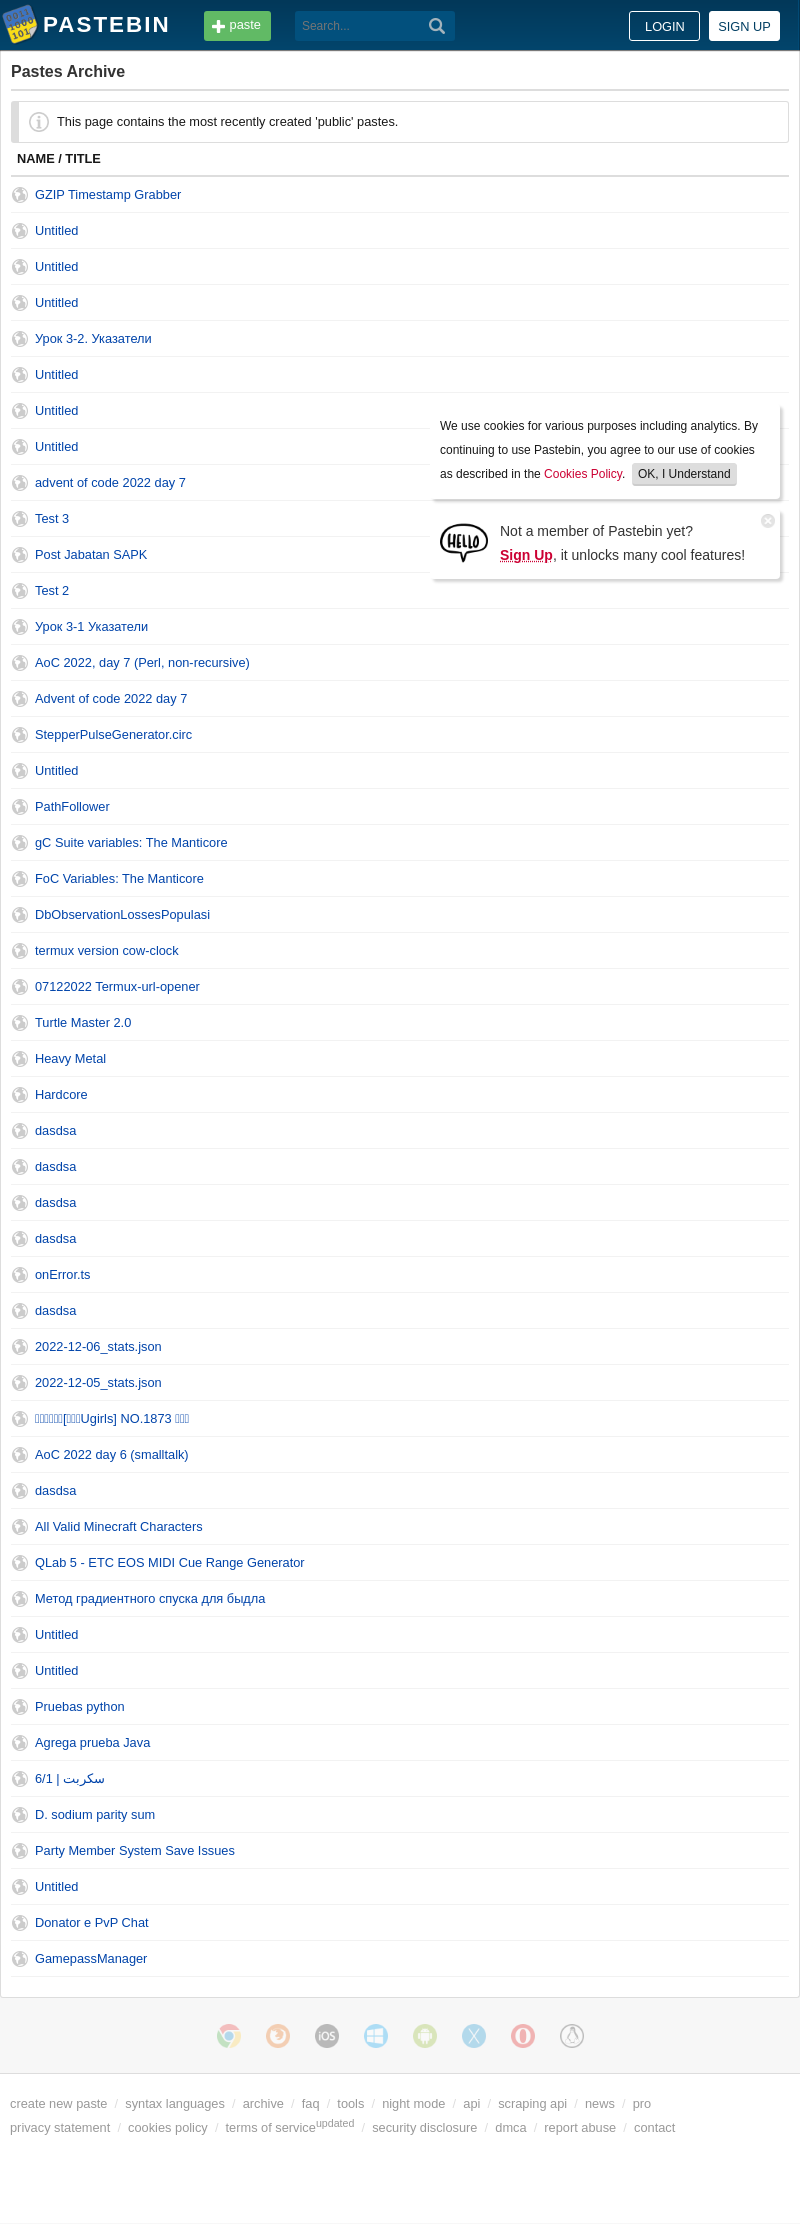 PASTEBIN
paste
Search...
LOGIN
SIGN UP
Pastes Archive
This page contains the most recently created 'public' pastes.
NAME / TITLE
GZIP Timestamp Grabber
Untitled
Untitled
Untitled
Урок 3-2. Указатели
Untitled
Untitled
Untitled
advent of code 2022 day 7
Test 3
Post Jabatan SAPK
Test 2
We use cookies for various purposes including analytics. By
continuing to use Pastebin, you agree to our use of cookies
as described in the Cookies Policy. OK, I Understand
HELLO
Not a member of Pastebin yet?
Sign Up, it unlocks many cool features!
Урок 3-1 Указатели
AoC 2022, day 7 (Perl, non-recursive)
Advent of code 2022 day 7
StepperPulseGenerator.circ
Untitled
PathFollower
gC Suite variables: The Manticore
FoC Variables: The Manticore
DbObservationLossesPopulasi
termux version cow-clock
07122022 Termux-url-opener
Turtle Master 2.0
Heavy Metal
Hardcore
dasdsa
dasdsa
dasdsa
dasdsa
onError.ts
dasdsa
2022-12-06_stats.json
2022-12-05_stats.json
[Ugirls] NO.1873
AoC 2022 day 6 (smalltalk)
dasdsa
All Valid Minecraft Characters
QLab 5 - ETC EOS MIDI Cue Range Generator
Метод градиентного спуска для быдла
Untitled
Untitled
Pruebas python
Agrega prueba Java
سكربت | 6/1
D. sodium parity sum
Party Member System Save Issues
Untitled
Donator e PvP Chat
GamepassManager
iOS
create new paste / syntax languages / archive / faq / tools / night mode / api / scraping api / news / pro
privacy statement / cookies policy / terms of service updated / security disclosure / dmca / report abuse / contact